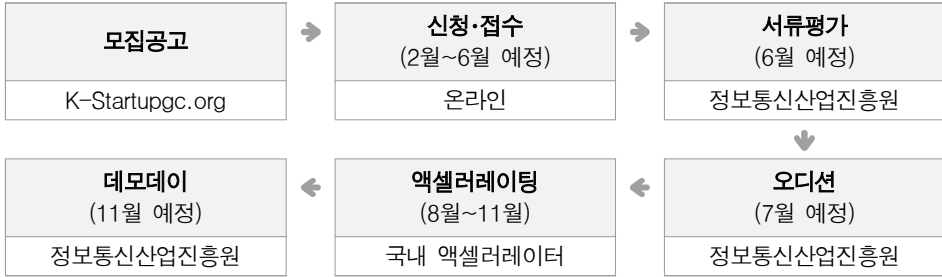 모집공고
K-Startupgc.org
신청·접수
(2월~6월 예정)
온라인
서류평가
(6월 예정)
정보통신산업진흥원
오디션
(7월 예정)
정보통신산업진흥원
액셀러레이팅
(8월~11월)
국내 액셀러레이터
데모데이
(11월 예정)
정보통신산업진흥원